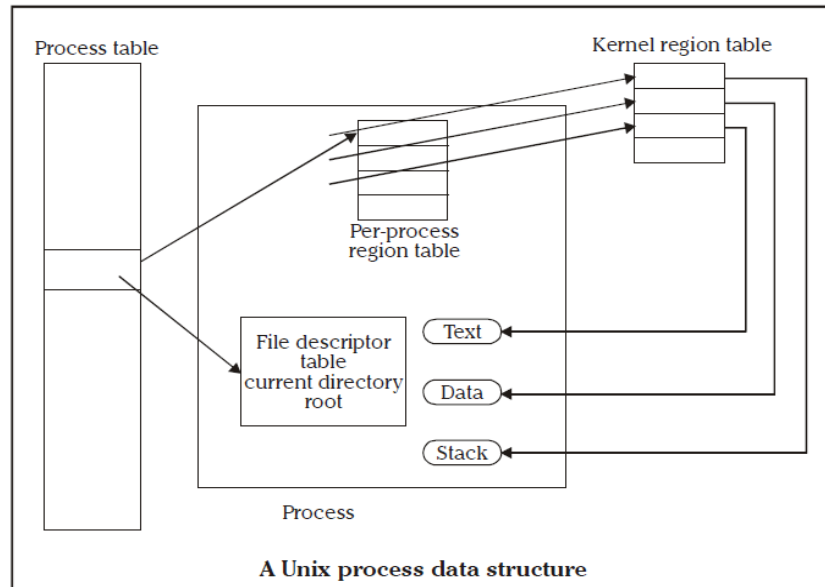 Process table
Kernel region table
Per-process
region table
File descriptor
table
current directory
root
Text
Data
Stack
Process
A Unix process data structure